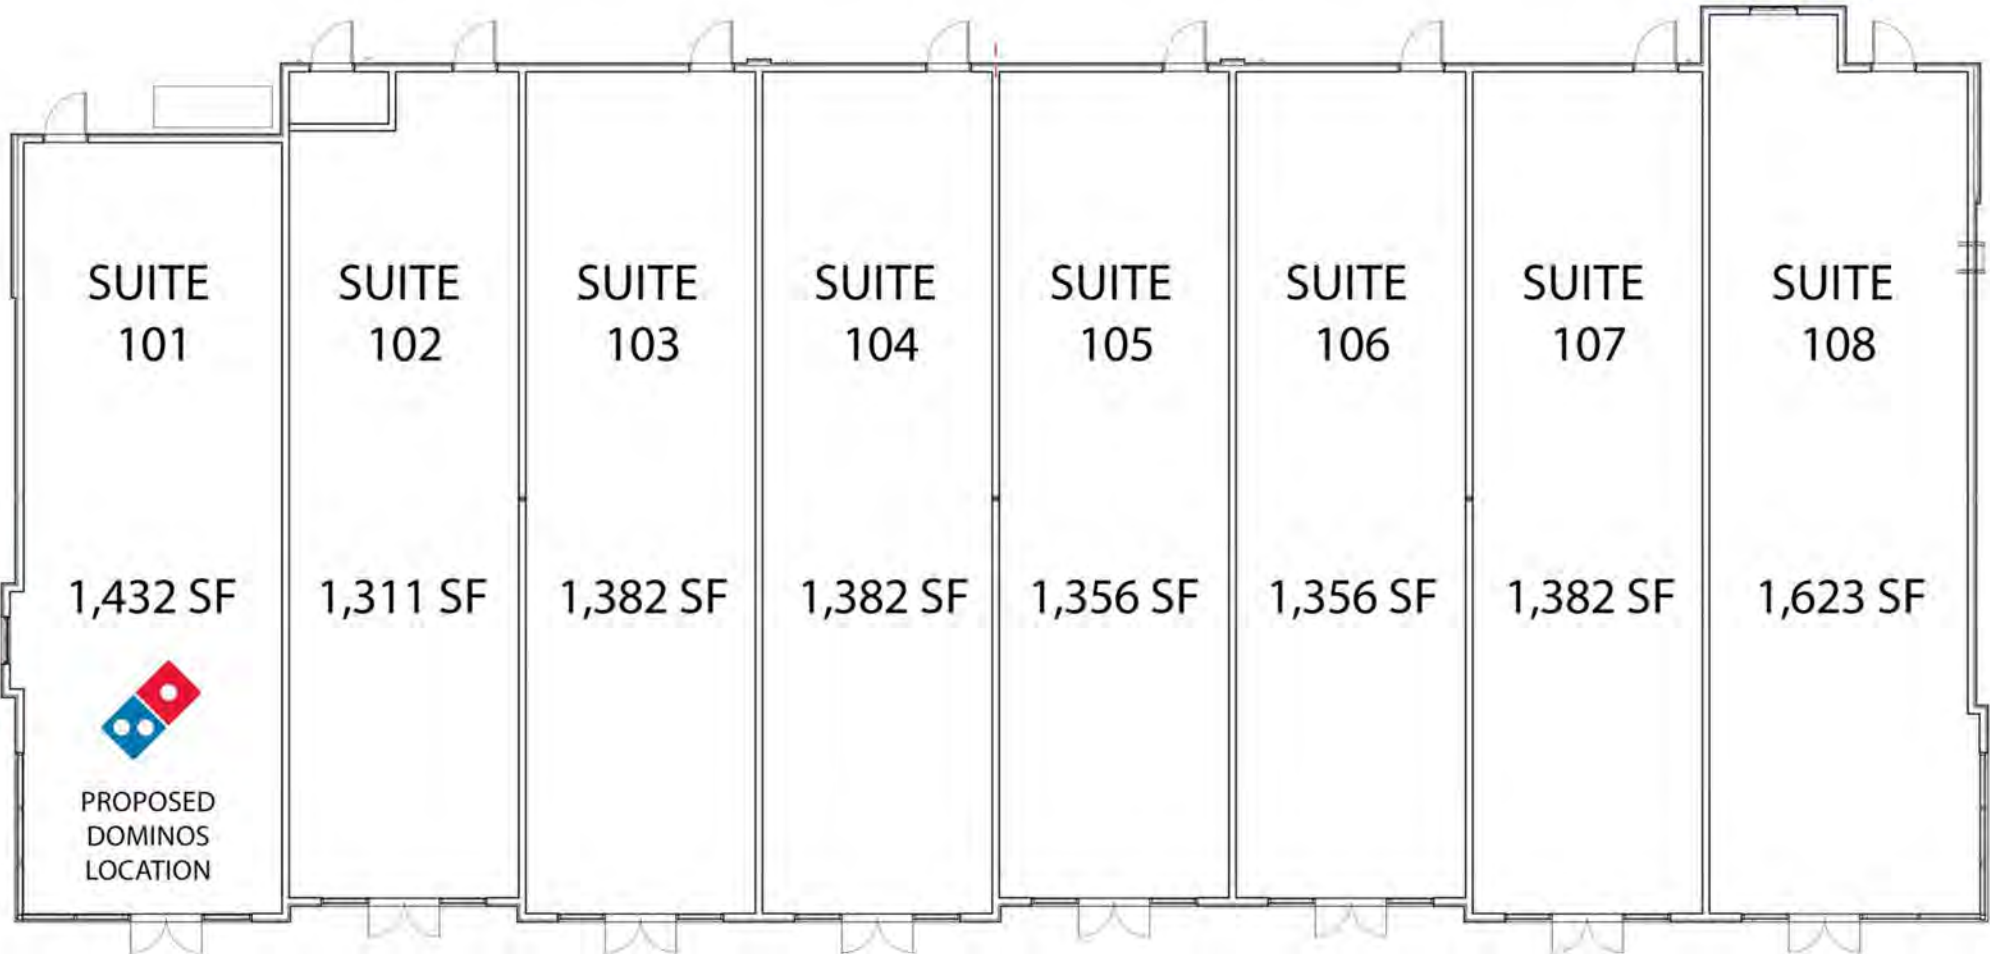 SUITE
101
1,432 SF
PROPOSED
DOMINOS
LOCATION
SUITE
102
1,311 SF
SUITE
103
1,382 SF
SUITE
104
1,382 SF
SUITE
105
1,356 SF
SUITE
106
1,356 SF
SUITE
107
1,382 SF
SUITE
108
1,623 SF